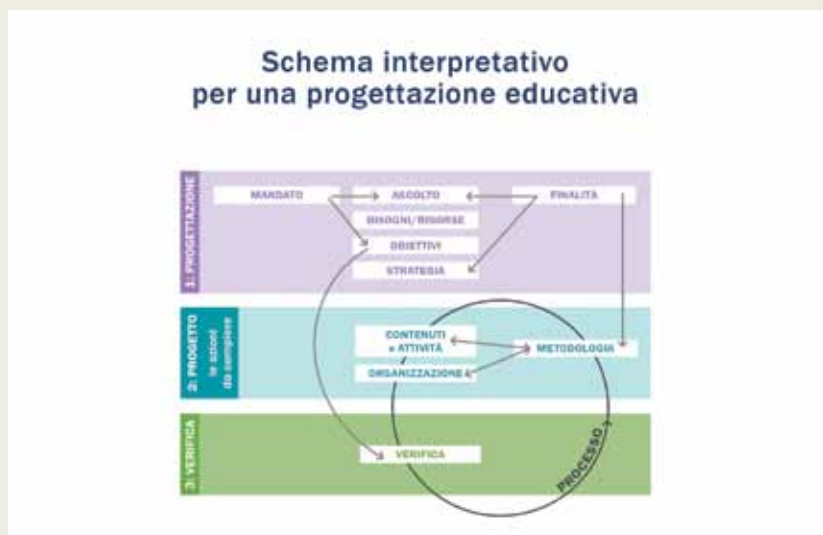 Schema interpretativo
per una progettazione educativa
1: PROGETTAZIONE
MANDATO
ASCOLTO
FINALITÀ
BISOGNI/RISORSE
OBIETTIVI
STRATEGIA
2: PROGETTO
le azioni
da compiere
CONTENUTI
e ATTIVITÀ
METODOLOGIA
ORGANIZZAZIONE
3: VERIFICA
VERIFICA
PROCESSO